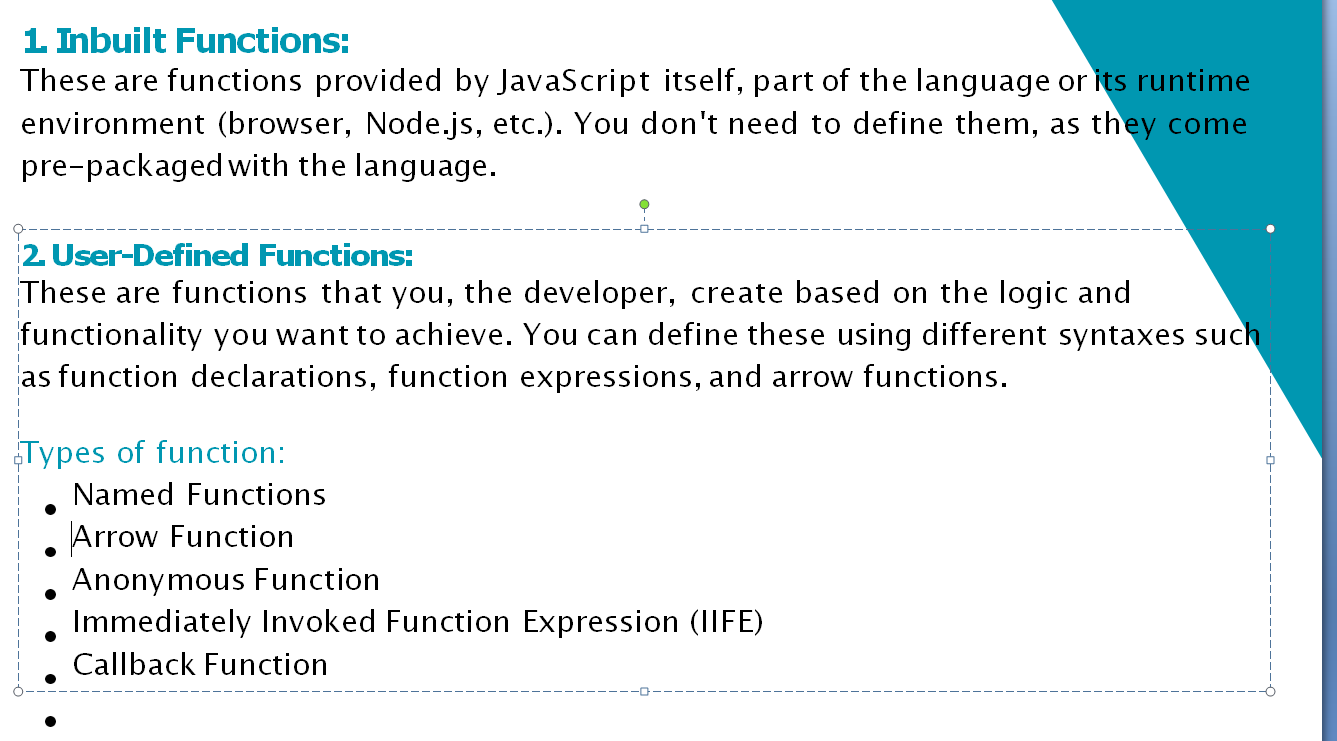 1. Inbuilt Functions:
These are functions provided by JavaScript itself, part of the language or its runtime
environment (browser, Node.js, etc.). You don't need to define them, as they come
pre-packaged with the language.
2. User-Defined Functions:
These are functions that you, the developer, create based on the logic and
functionality you want to achieve. You can define these using different syntaxes such
as function declarations, function expressions, and arrow functions.
Types of function:
• Named Functions
• Arrow Function
• Anonymous Function
• Immediately Invoked Function Expression (IIFE)
• Callback Function
•